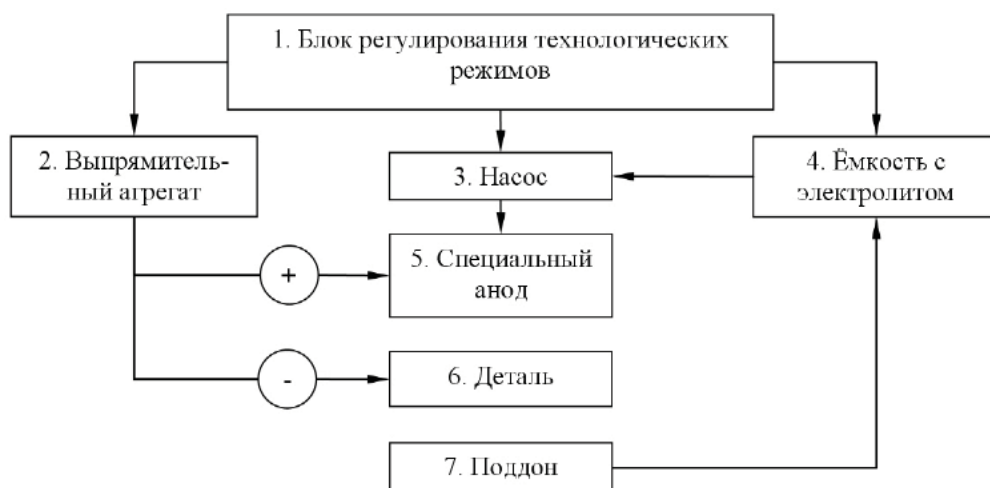 1. Блок регулирования технологических
режимов
2. Выпрямитель-
ный агрегат
3. Насос
4. Ёмкость с
электролитом
5. Специальный
анод
+
6. Деталь
-
7. Поддон